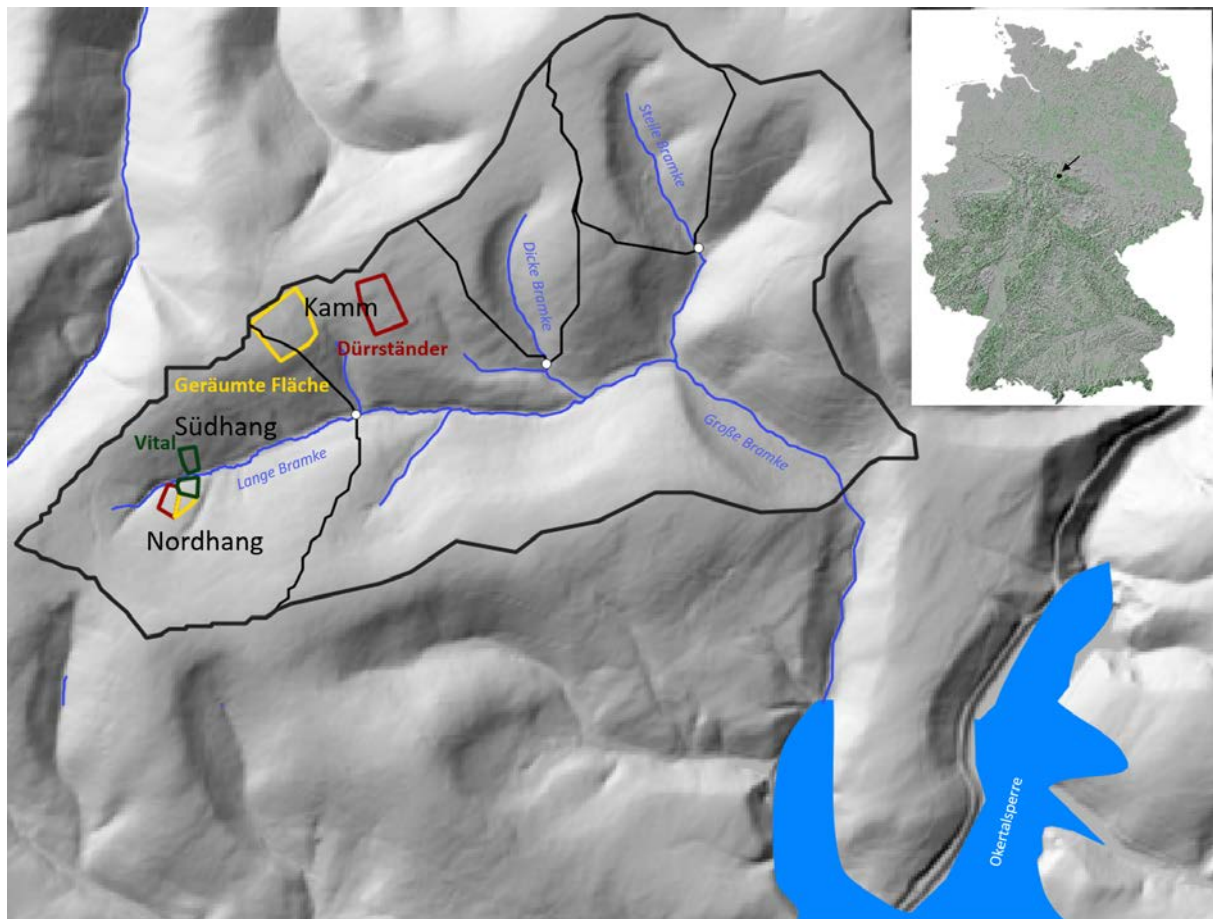 Steile Bramke
Dicke Bramke
Kamm
Dürrständer
Geräumte Fläche
Südhang
Vital
Lange Bramke
Große Bramke
Nordhang
Okertalsperre